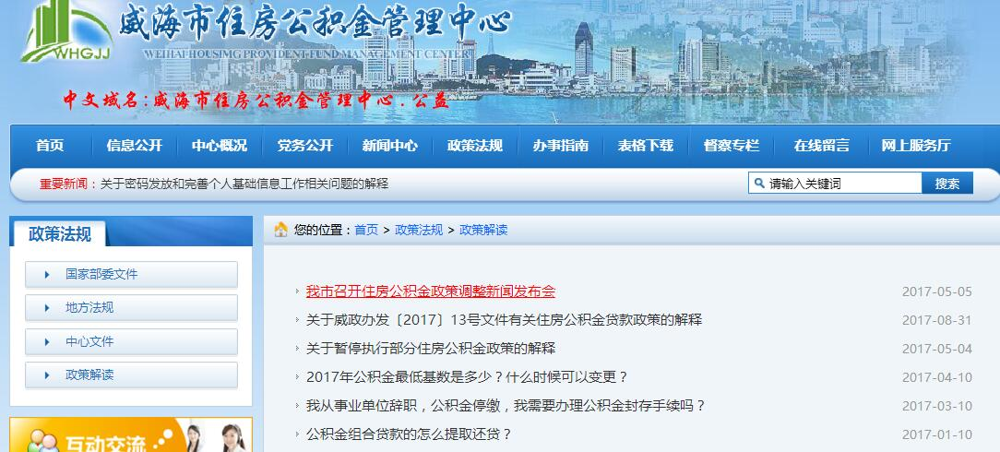 威海市住房公积金管理中心
WHGJJ
WEIHAI HOUSIMG PROVIDENT FUND MANAGEMENT CENTER
中文域名:威海市住房公积金管理中心.公益
首页 信息公开 中心概况 党务公开 新闻中心 政策法规 办事指南 表格下载 督察专栏 在线留言 网上服务厅
重要新闻：关于密码发放和完善个人基础信息工作相关问题的解释 请输入关键词 搜索
政策法规
国家部委文件
地方法规
中心文件
政策解读
互动交流
您的位置：首页 > 政策法规 > 政策解读
我市召开住房公积金政策调整新闻发布会 2017-05-05
关于威政办发〔2017〕13号文件有关住房公积金贷款政策的解释 2017-08-31
关于暂停执行部分住房公积金政策的解释 2017-05-04
2017年公积金最低基数是多少？什么时候可以变更？ 2017-04-10
我从事业单位辞职，公积金停缴，我需要办理公积金封存手续吗？ 2017-03-10
公积金组合贷款的怎么提取还贷？ 2017-01-10